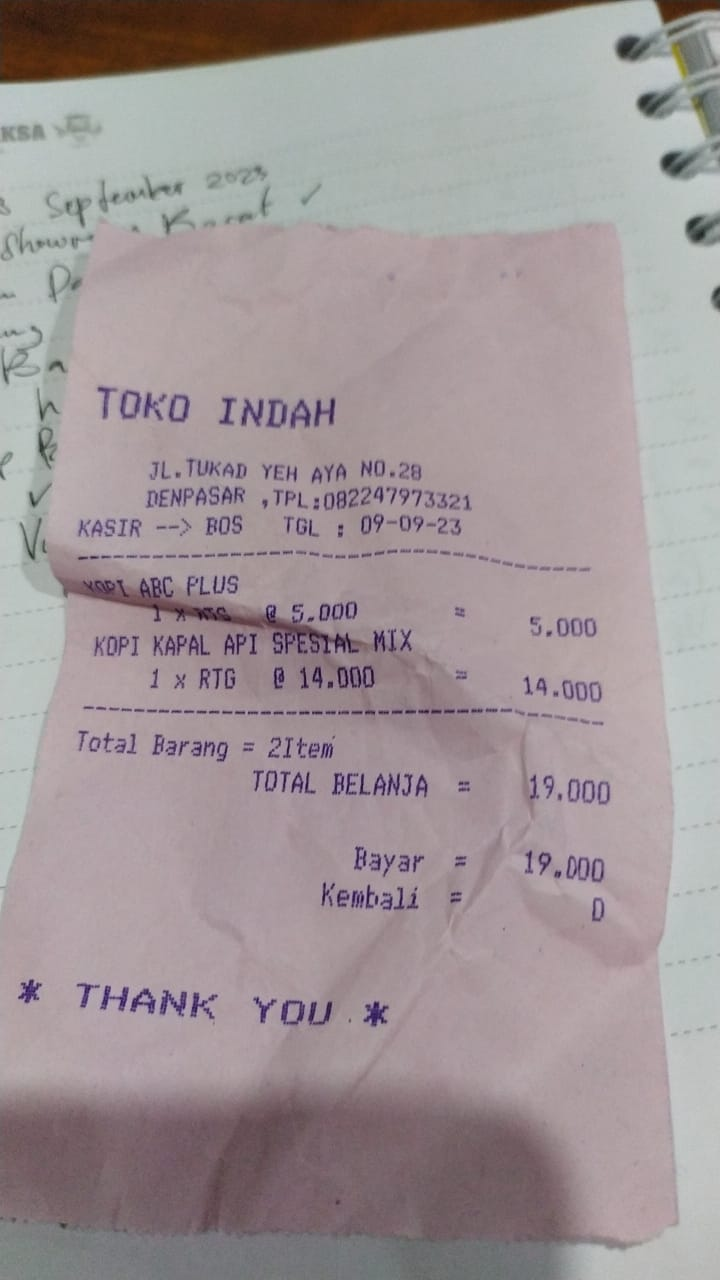 KSA
September 2023
TOKO INDAH
JL.TUKAD YEH AYA NO.28
DENPASAR ,TPL:082247973321
KASIR --> BOS TGL : 09-09-23
KOPI ABC PLUS
1 x RTG @ 5.000 = 5.000
KOPI KAPAL API SPESIAL MIX
1 x RTG @ 14.000 = 14.000
Total Barang = 2Item
TOTAL BELANJA = 19.000
Bayar = 19.000
Kembali = 0
* THANK YOU *